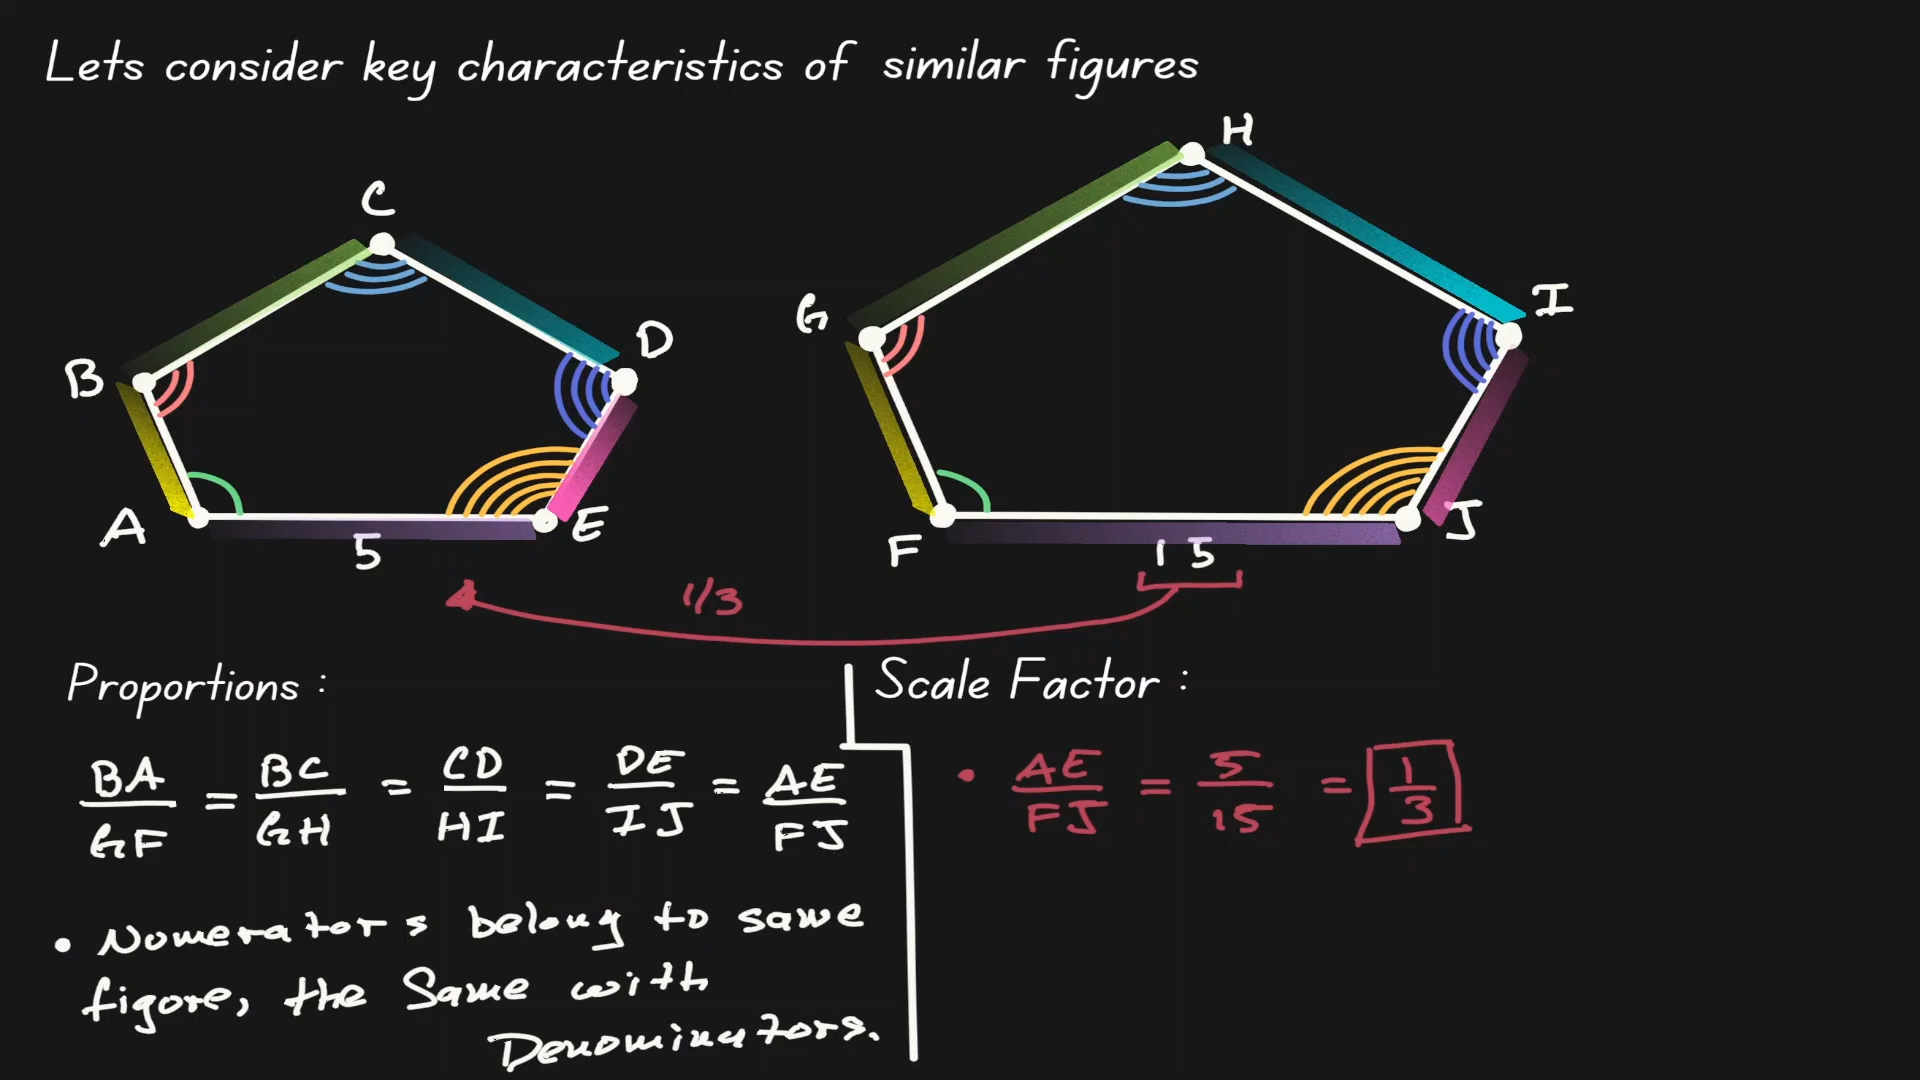 Lets consider key characteristics of similar figures
H
C
G
I
D
B
A
5
E
F
15
J
1/3
Proportions :
Scale Factor :
BA/GF = BC/GH = CD/HI = DE/IJ = AE/FJ
• AE/FJ = 5/15 = 1/3
• Numerators belong to same
figure, the Same with
Denominators.